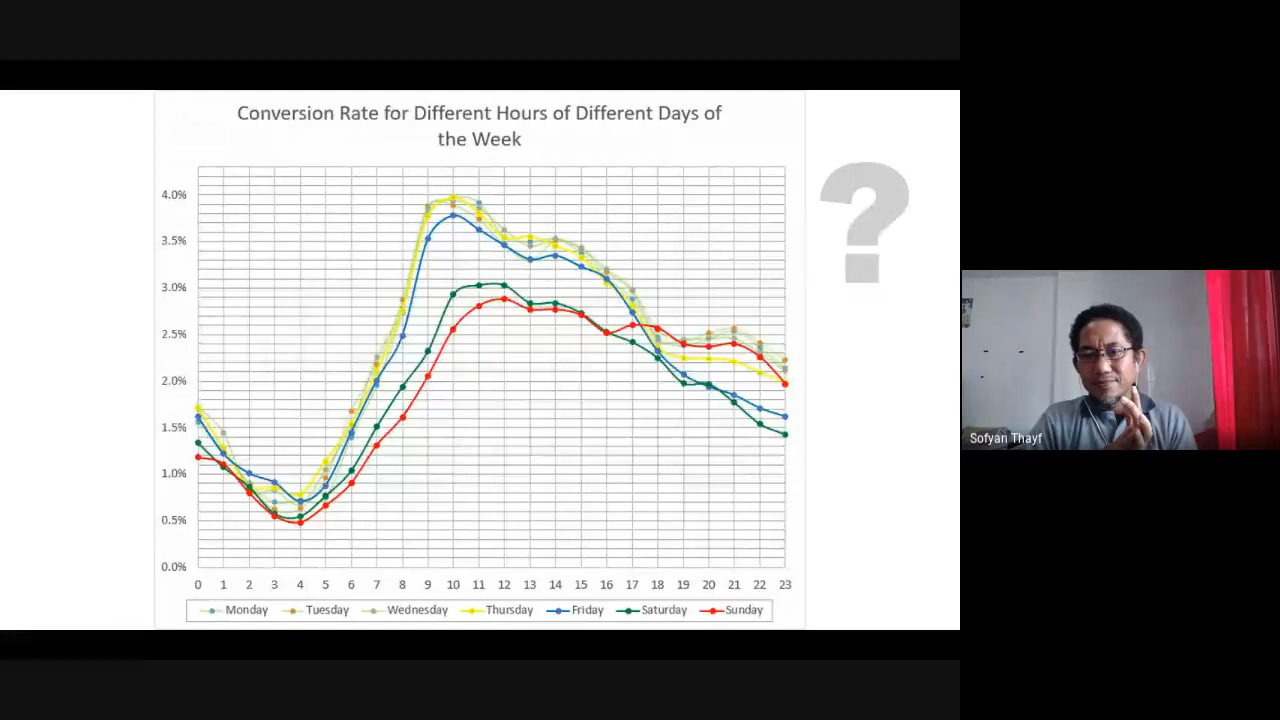 Conversion Rate for Different Hours of Different Days of
the Week
?
4.0%
3.5%
3.0%
2.5%
2.0%
1.5%
1.0%
0.5%
0.0%
0 1 2 3 4 5 6 7 8 9 10 11 12 13 14 15 16 17 18 19 20 21 22 23
Monday Tuesday Wednesday Thursday Friday Saturday Sunday
Sofyan Thayf